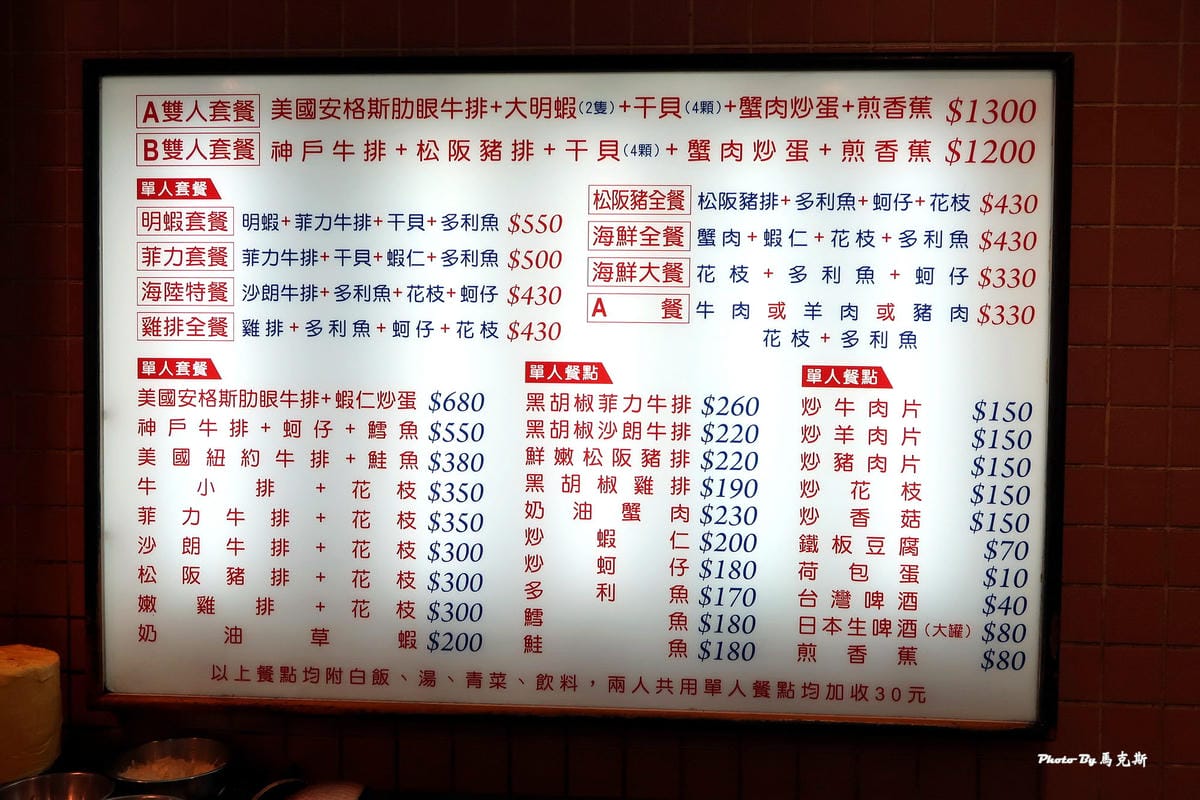 A雙人套餐 美國安格斯肋眼牛排+大明蝦(2隻)+干貝(4顆)+蟹肉炒蛋+煎香蕉 $1300
B雙人套餐 神戶牛排+松阪豬排+干貝(4顆)+蟹肉炒蛋+煎香蕉 $1200
單人套餐
明蝦套餐 明蝦+菲力牛排+干貝+多利魚 $550
菲力套餐 菲力牛排+干貝+蝦仁+多利魚 $500
海陸特餐 沙朗牛排+多利魚+花枝+蚵仔 $430
雞排全餐 雞排+多利魚+蚵仔+花枝 $430
松阪豬全餐 松阪豬排+多利魚+蚵仔+花枝 $430
海鮮全餐 蟹肉+蝦仁+花枝+多利魚 $430
海鮮大餐 花枝+多利魚+蚵仔 $330
A餐 牛肉或羊肉或豬肉 $330
花枝+多利魚
單人套餐
美國安格斯肋眼牛排+蝦仁炒蛋 $680
神戶牛排+蚵仔+鱈魚 $550
美國紐約牛排+鮭魚 $380
牛小排+花枝 $350
菲力牛排+花枝 $350
沙朗牛排+花枝 $300
松阪豬排+花枝 $300
嫩雞排+花枝 $300
奶油草蝦 $200
單人餐點
黑胡椒菲力牛排 $260
黑胡椒沙朗牛排 $220
鮮嫩松阪豬排 $220
黑胡椒雞排 $190
奶油蟹肉 $230
炒蝦仁 $200
炒蚵仔 $180
多利魚 $170
鱈魚 $180
鮭魚 $180
單人餐點
炒牛肉片 $150
炒羊肉片 $150
炒豬肉片 $150
炒花枝 $150
炒香菇 $150
鐵板豆腐 $70
荷包蛋 $10
台灣啤酒 $40
日本生啤酒(大罐) $80
煎香蕉 $80
以上餐點均附白飯、湯、青菜、飲料，兩人共用單人餐點均加收30元
Photo By 馬克斯